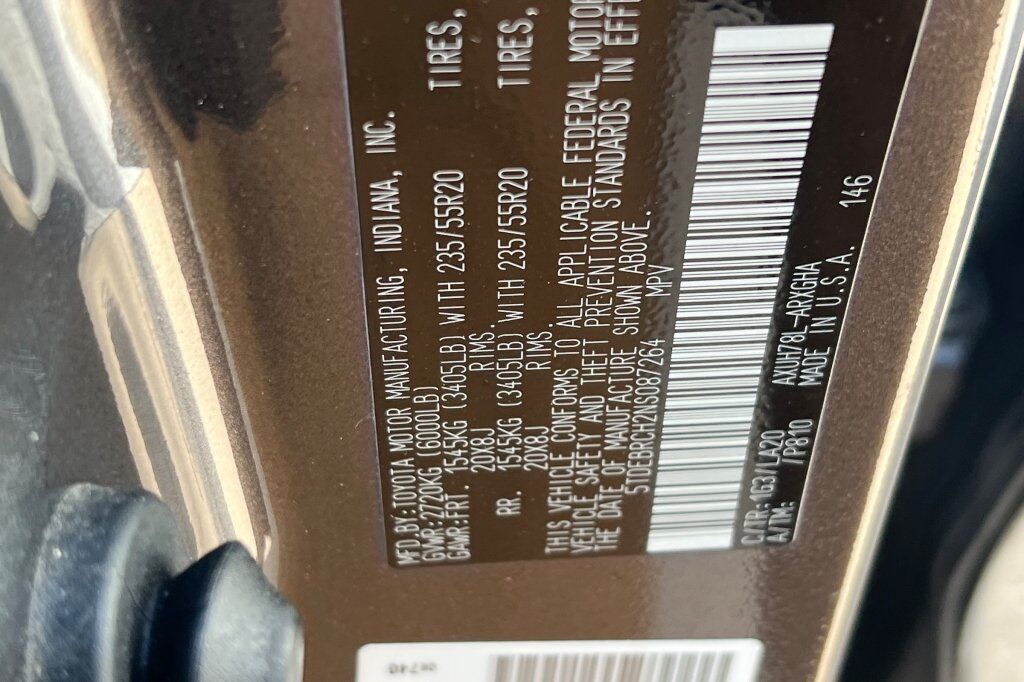 MFD.BY:TOYOTA MOTOR MANUFACTURING, INDIANA, INC.
GVWR:2720KG (6000LB)
GAWR:FRT. 1545KG (3405LB) WITH 235/55R20 TIRES,
20X8J RIMS.
RR. 1545KG (3405LB) WITH 235/55R20 TIRES,
20X8J RIMS.
THIS VEHICLE CONFORMS TO ALL APPLICABLE FEDERAL MOTOR
VEHICLE SAFETY AND THEFT PREVENTION STANDARDS IN EFFE
THE DATE OF MANUFACTURE SHOWN ABOVE.
5TDEBRCH2NS087264 MPV
C/TR:1G3/LA20 AXUH78L-ARXGHA
A/TM: /P810 MADE IN U.S.A. 146